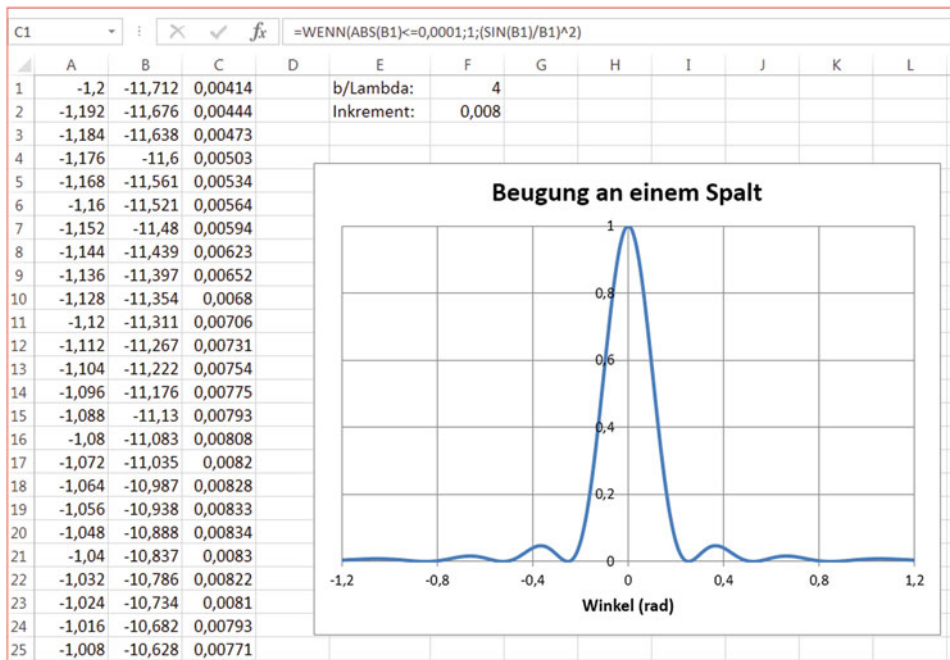 C1 fx =WENN(ABS(B1)<=0,0001;1;(SIN(B1)/B1)^2)
A B C D E F G H I J K L
1 -1,2 -11,712 0,00414 b/Lambda: 4
2 -1,192 -11,676 0,00444 Inkrement: 0,008
3 -1,184 -11,638 0,00473
4 -1,176 -11,6 0,00503
5 -1,168 -11,561 0,00534
6 -1,16 -11,521 0,00564
7 -1,152 -11,48 0,00594
8 -1,144 -11,439 0,00623
9 -1,136 -11,397 0,00652
10 -1,128 -11,354 0,0068
11 -1,12 -11,311 0,00706
12 -1,112 -11,267 0,00731
13 -1,104 -11,222 0,00754
14 -1,096 -11,176 0,00775
15 -1,088 -11,13 0,00793
16 -1,08 -11,083 0,00808
17 -1,072 -11,035 0,0082
18 -1,064 -10,987 0,00828
19 -1,056 -10,938 0,00833
20 -1,048 -10,888 0,00834
21 -1,04 -10,837 0,0083
22 -1,032 -10,786 0,00822
23 -1,024 -10,734 0,0081
24 -1,016 -10,682 0,00793
25 -1,008 -10,628 0,00771
Beugung an einem Spalt
1
0,8
0,6
0,4
0,2
0
-1,2 -0,8 -0,4 0 0,4 0,8 1,2
Winkel (rad)